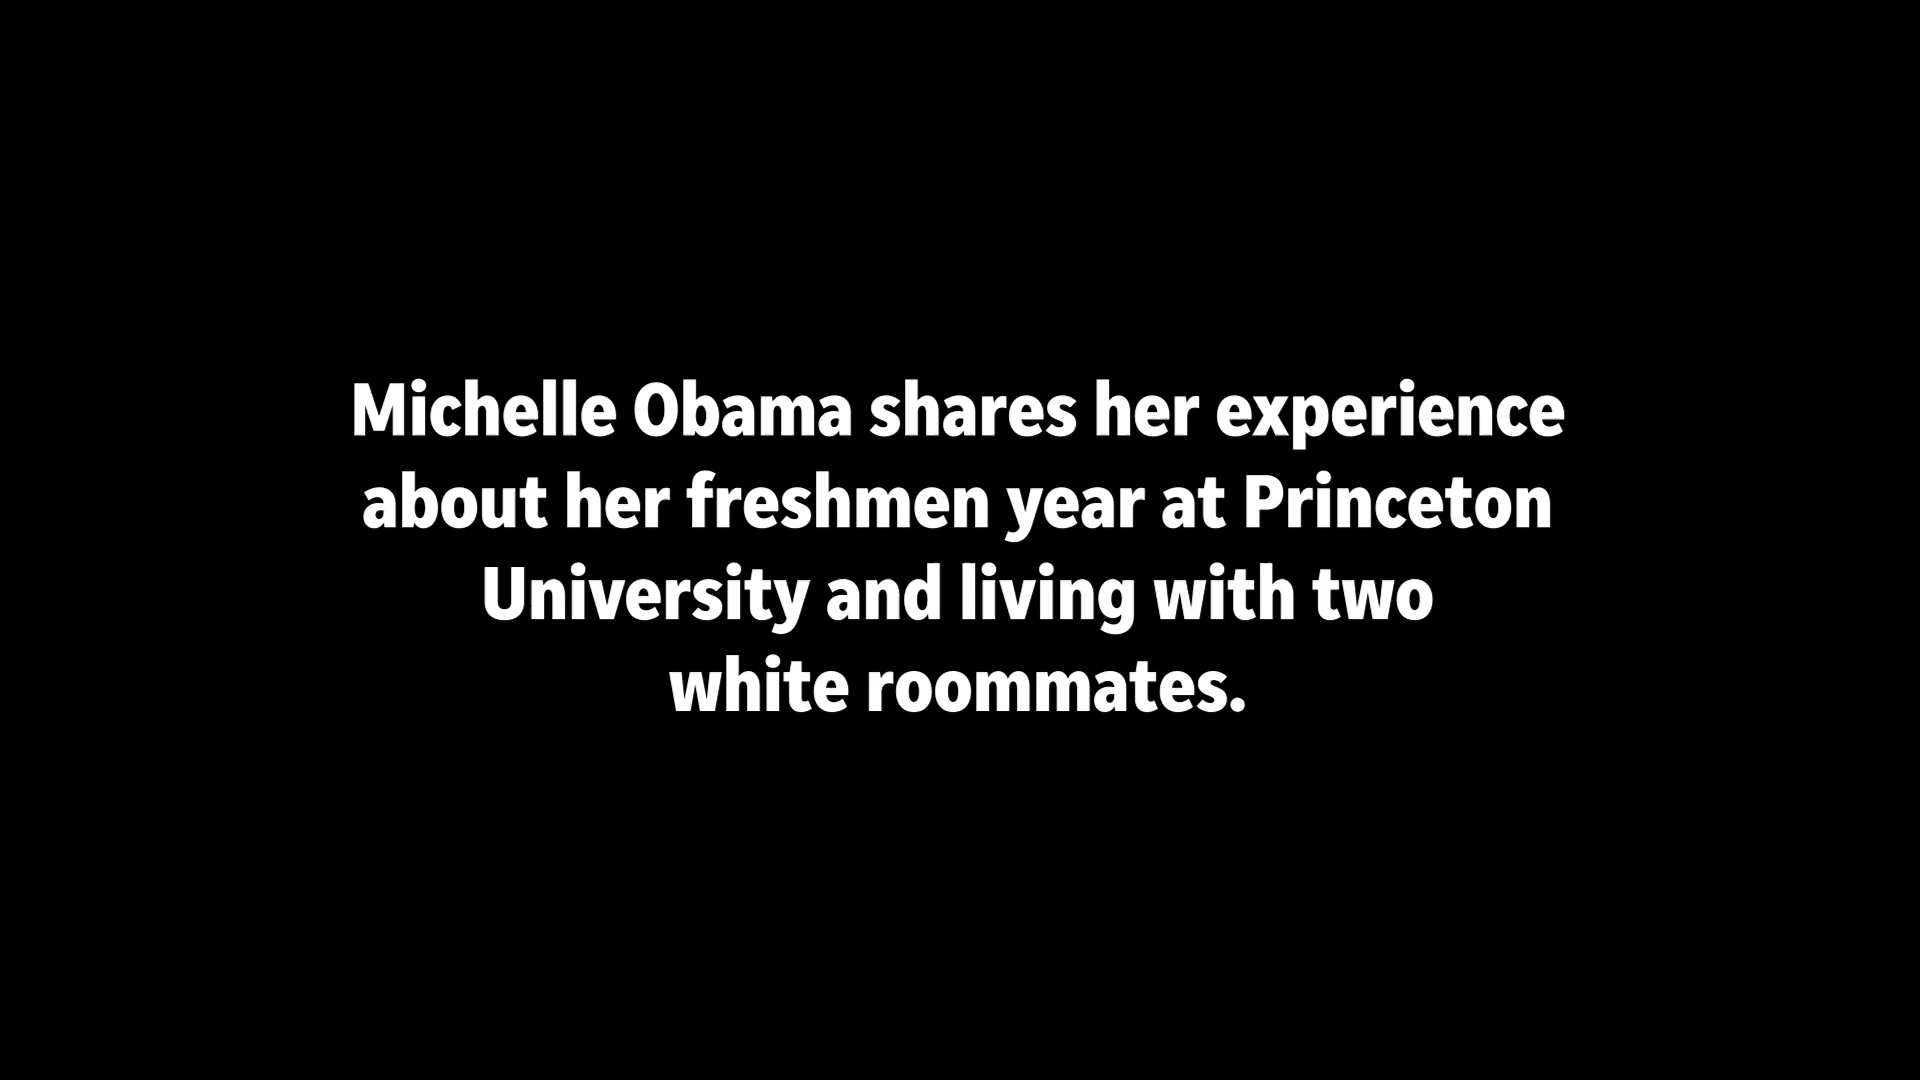 Michelle Obama shares her experience
about her freshmen year at Princeton
University and living with two
white roommates.